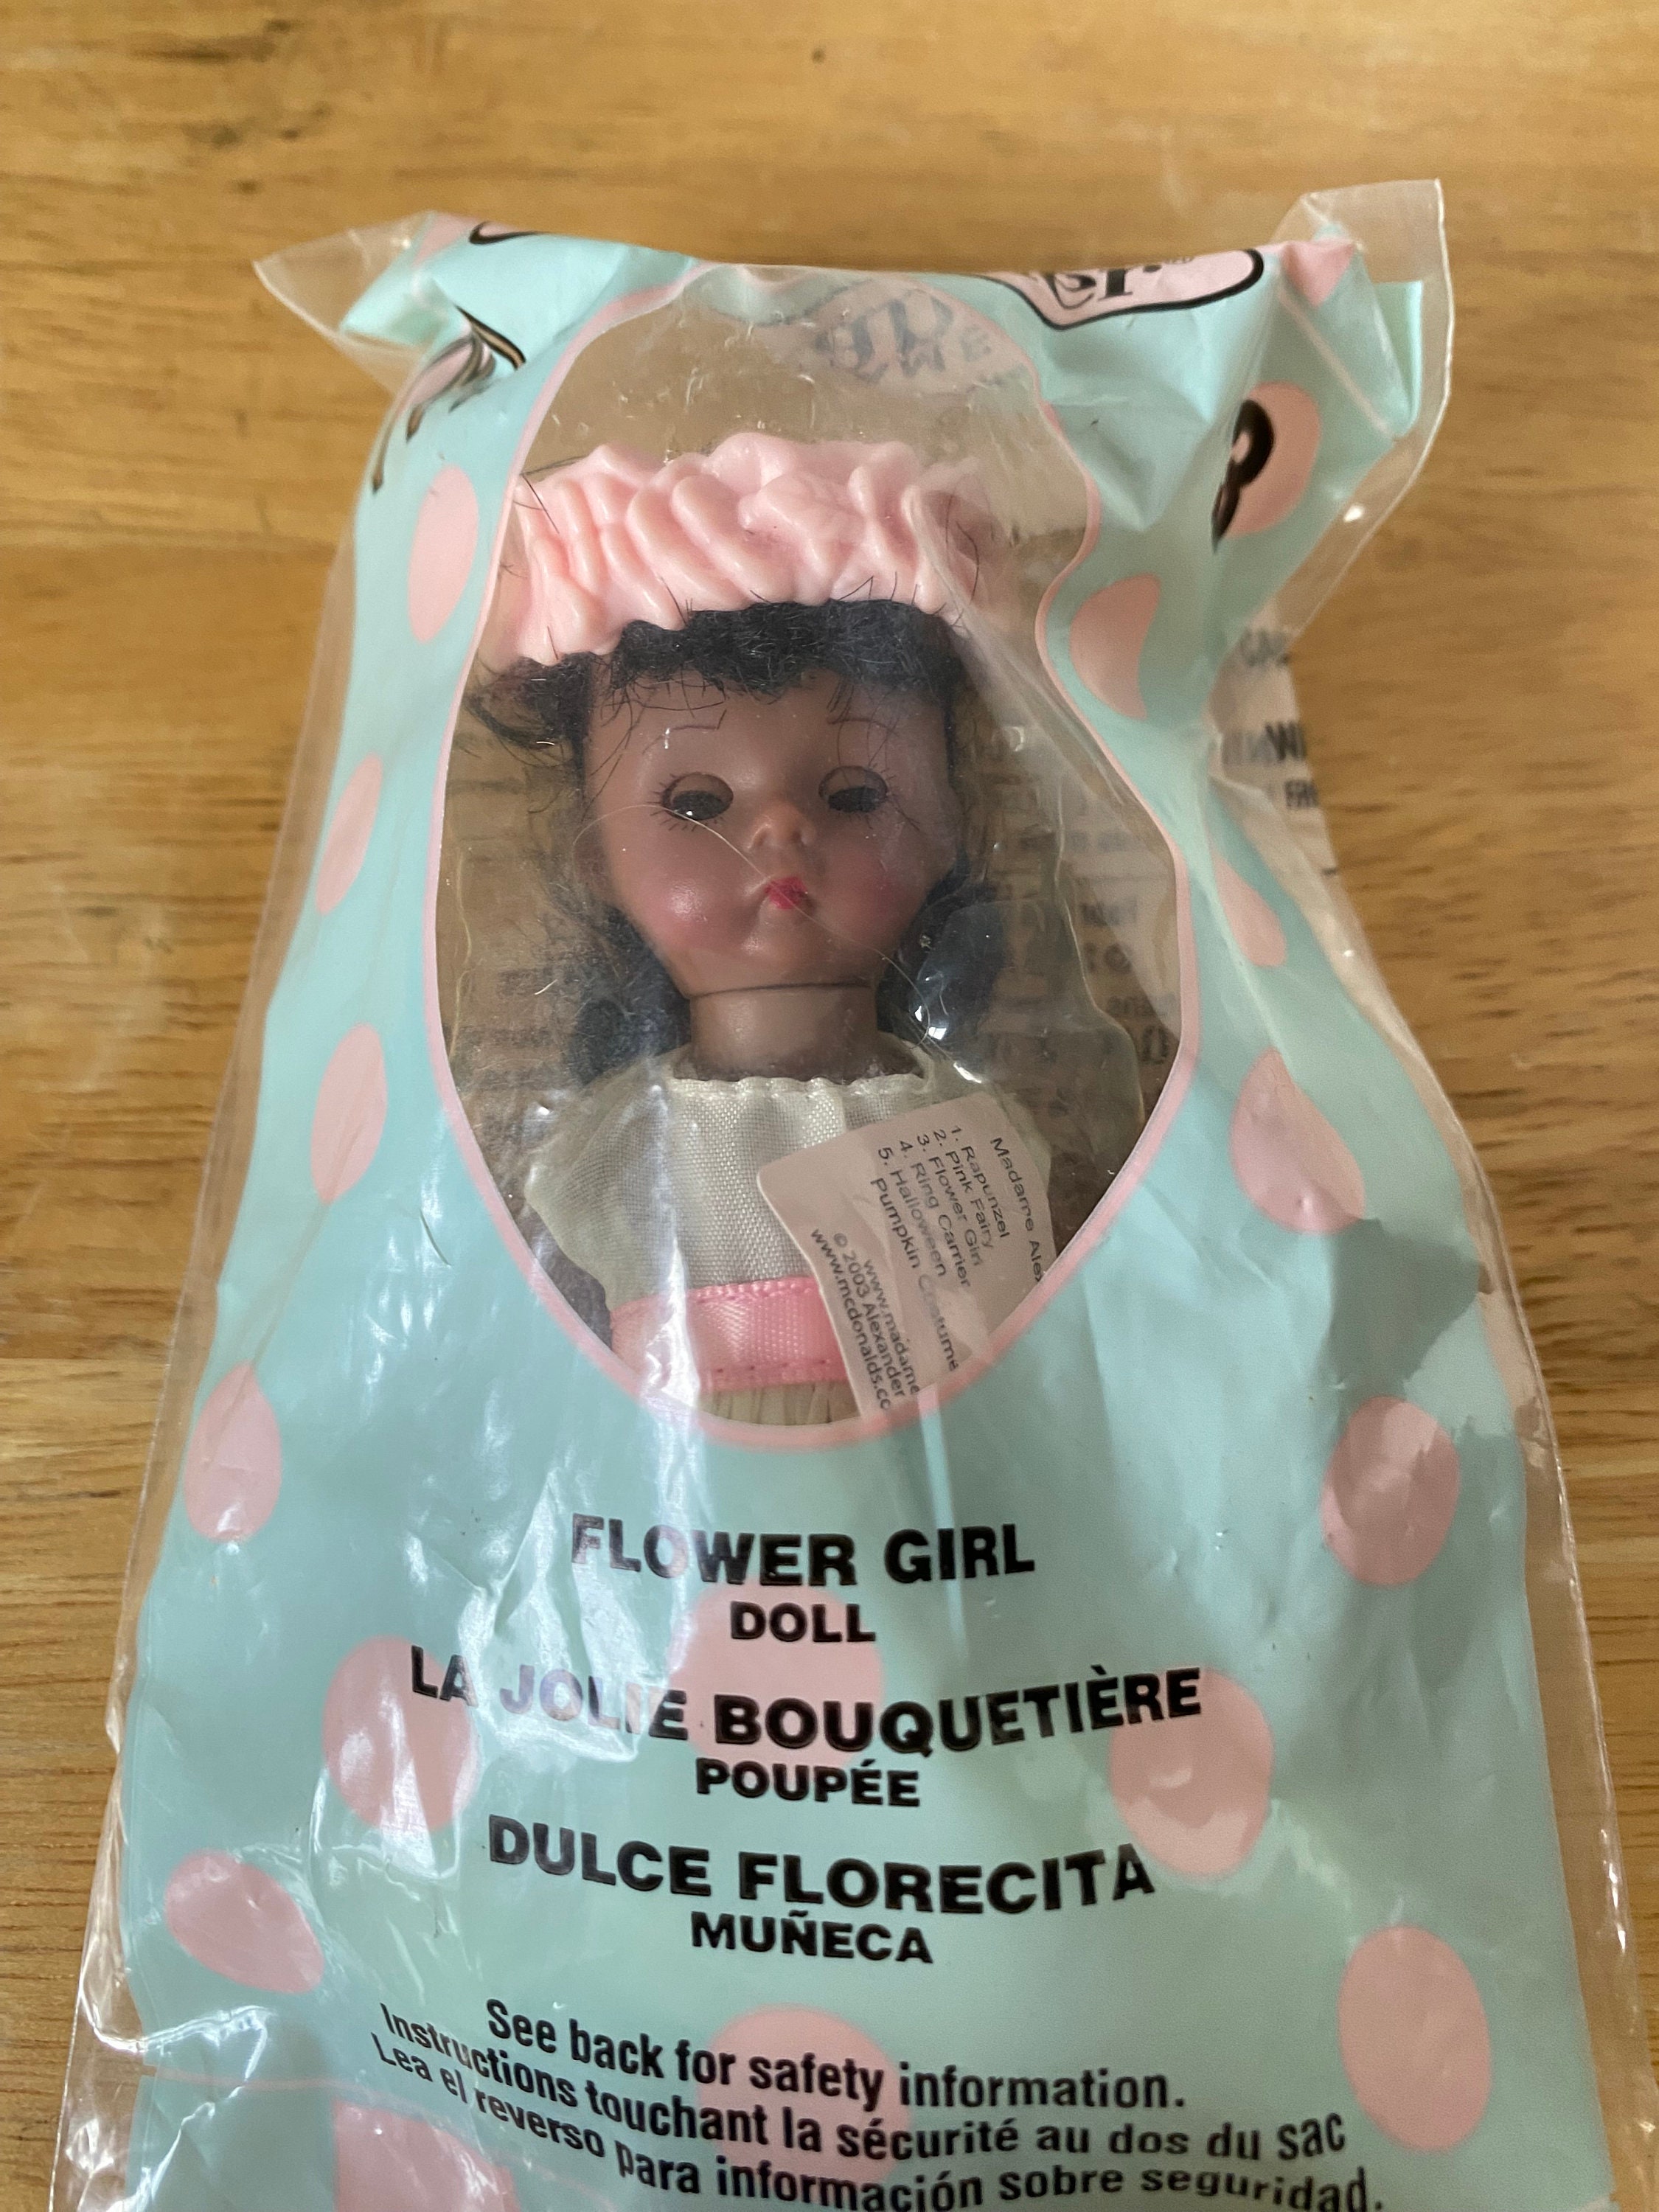 Madame Alex
1. Rapunzel
2. Pink Fairy
3. Flower Girl
4. Ring Carrier
5. Halloween Costume
Pumpkin
www.madame
© 2003 Alexander
www.mcdonalds.co
FLOWER GIRL
DOLL
LA JOLIE BOUQUETIÈRE
POUPÉE
DULCE FLORECITA
MUÑECA
See back for safety information.
Instructions touchant la sécurité au dos du sac
Lea el reverso para información sobre seguridad.